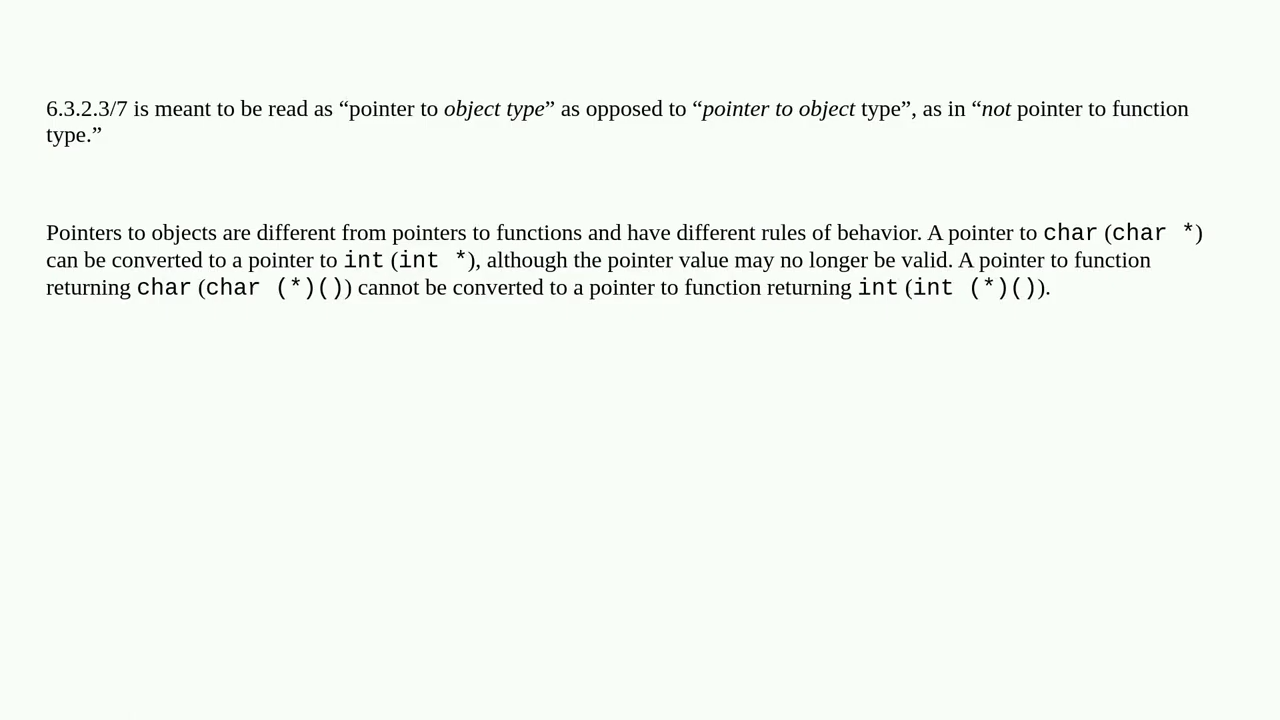 6.3.2.3/7 is meant to be read as “pointer to object type” as opposed to “pointer to object type”, as in “not pointer to function
type.”
Pointers to objects are different from pointers to functions and have different rules of behavior. A pointer to char (char *)
can be converted to a pointer to int (int *), although the pointer value may no longer be valid. A pointer to function
returning char (char (*)()) cannot be converted to a pointer to function returning int (int (*)()).